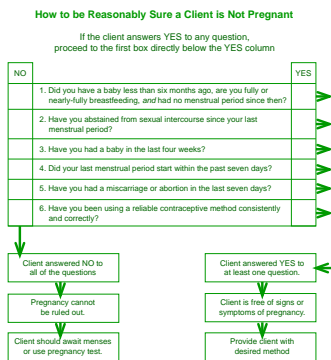 How to be Reasonably Sure a Client is Not Pregnant
If the client answers YES to any question,
proceed to the first box directly below the YES column
NO
YES
1. Did you have a baby less than six months ago, are you fully or
nearly-fully breastfeeding, and had no menstrual period since then?
2. Have you abstained from sexual intercourse since your last
menstrual period?
3. Have you had a baby in the last four weeks?
4. Did your last menstrual period start within the past seven days?
5. Have you had a miscarriage or abortion in the last seven days?
6. Have you been using a reliable contraceptive method consistently
and correctly?
Client answered NO to
all of the questions
Client answered YES to
at least one question.
Pregnancy cannot
be ruled out.
Client is free of signs or
symptoms of pregnancy.
Client should await menses
or use pregnancy test.
Provide client with
desired method